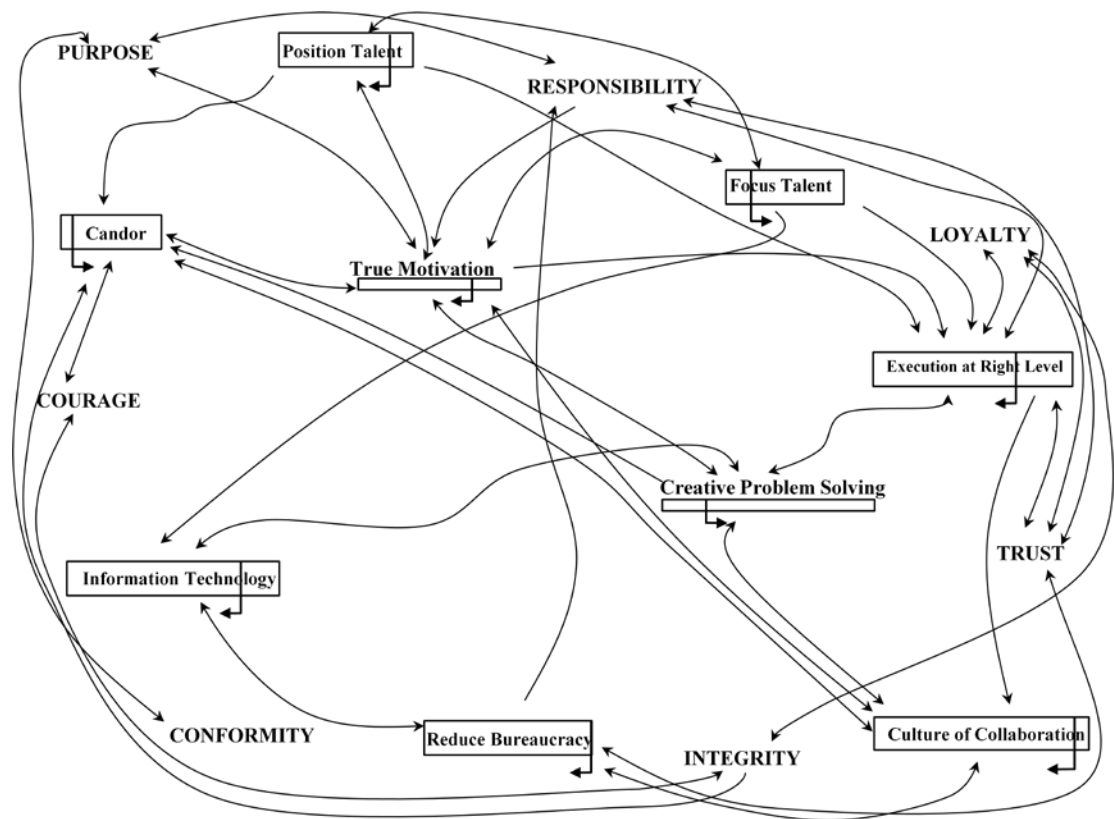 PURPOSE
Position Talent
RESPONSIBILITY
Focus Talent
Candor
LOYALTY
True Motivation
Execution at Right Level
COURAGE
Creative Problem Solving
TRUST
Information Technology
CONFORMITY
Reduce Bureaucracy
INTEGRITY
Culture of Collaboration